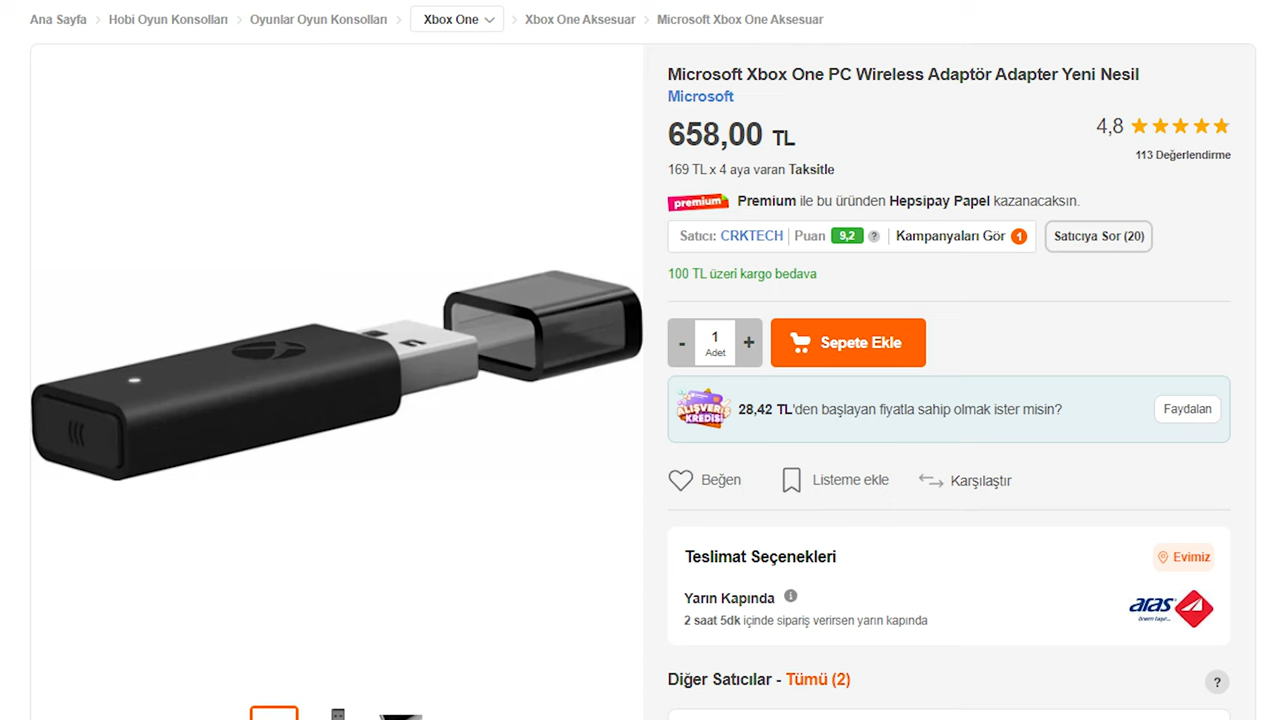 Ana Sayfa > Hobi Oyun Konsolları > Oyunlar Oyun Konsolları > Xbox One > Xbox One Aksesuar > Microsoft Xbox One Aksesuar
Microsoft Xbox One PC Wireless Adaptör Adapter Yeni Nesil
Microsoft
658,00 TL
4,8
113 Değerlendirme
169 TL x 4 aya varan Taksitle
premium Premium ile bu üründen Hepsipay Papel kazanacaksın.
Satıcı: CRKTECH Puan 9,2 ? Kampanyaları Gör 1 Satıcıya Sor (20)
100 TL üzeri kargo bedava
- 1 + Sepete Ekle
Adet
ALIŞVERİŞ
KREDİSİ
28,42 TL'den başlayan fiyatla sahip olmak ister misin? Faydalan
Beğen Listeme ekle Karşılaştır
Teslimat Seçenekleri Evimiz
Yarın Kapında
2 saat 5dk içinde sipariş verirsen yarın kapında
aras
Diğer Satıcılar - Tümü (2) ?